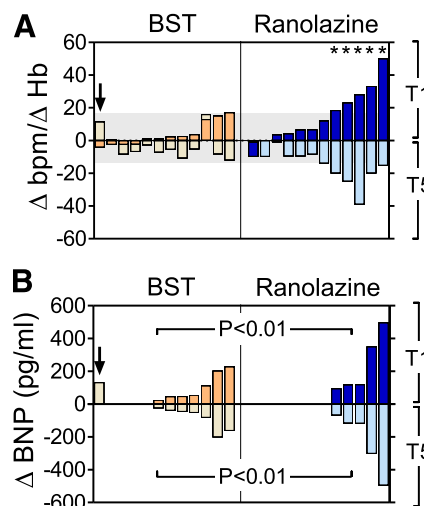 A
BST
Ranolazine
Δ bpm/Δ Hb
60
40
20
0
-20
-40
-60
*****
B
BST
Ranolazine
Δ BNP (pg/ml)
600
400
200
0
-200
-400
-600
P<0.01
P<0.01